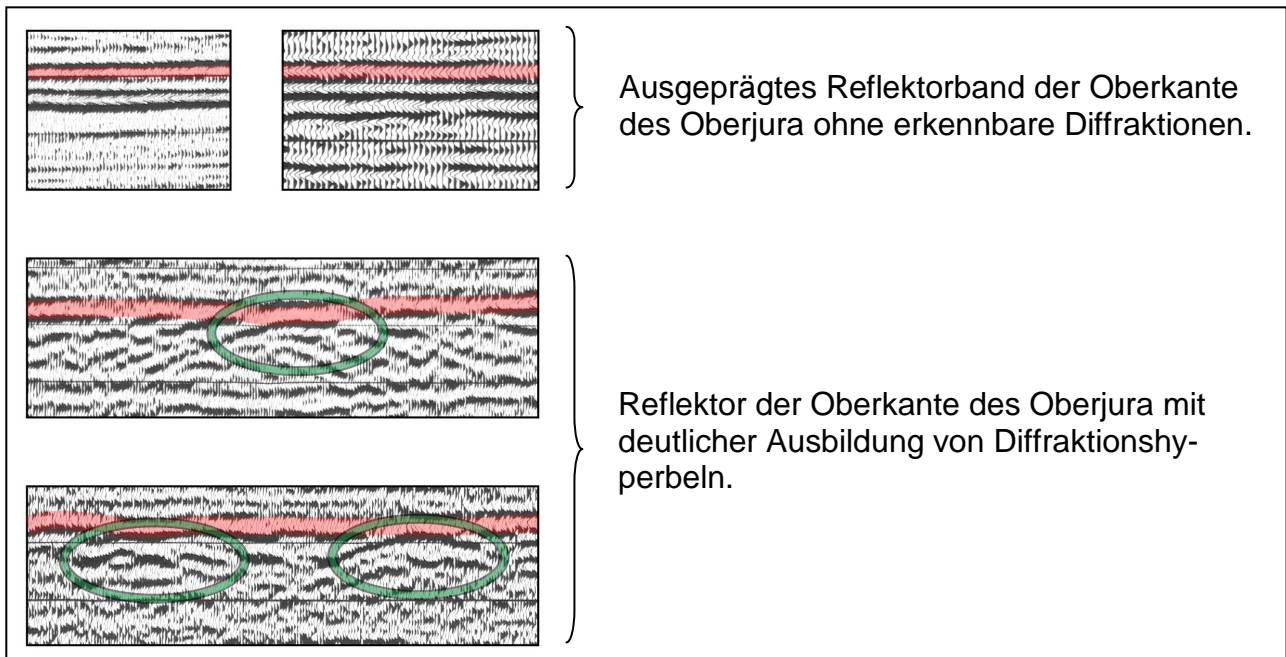 Ausgeprägtes Reflektorband der Oberkante
des Oberjura ohne erkennbare Diffraktionen.
Reflektor der Oberkante des Oberjura mit
deutlicher Ausbildung von Diffraktionshy-
perbeln.